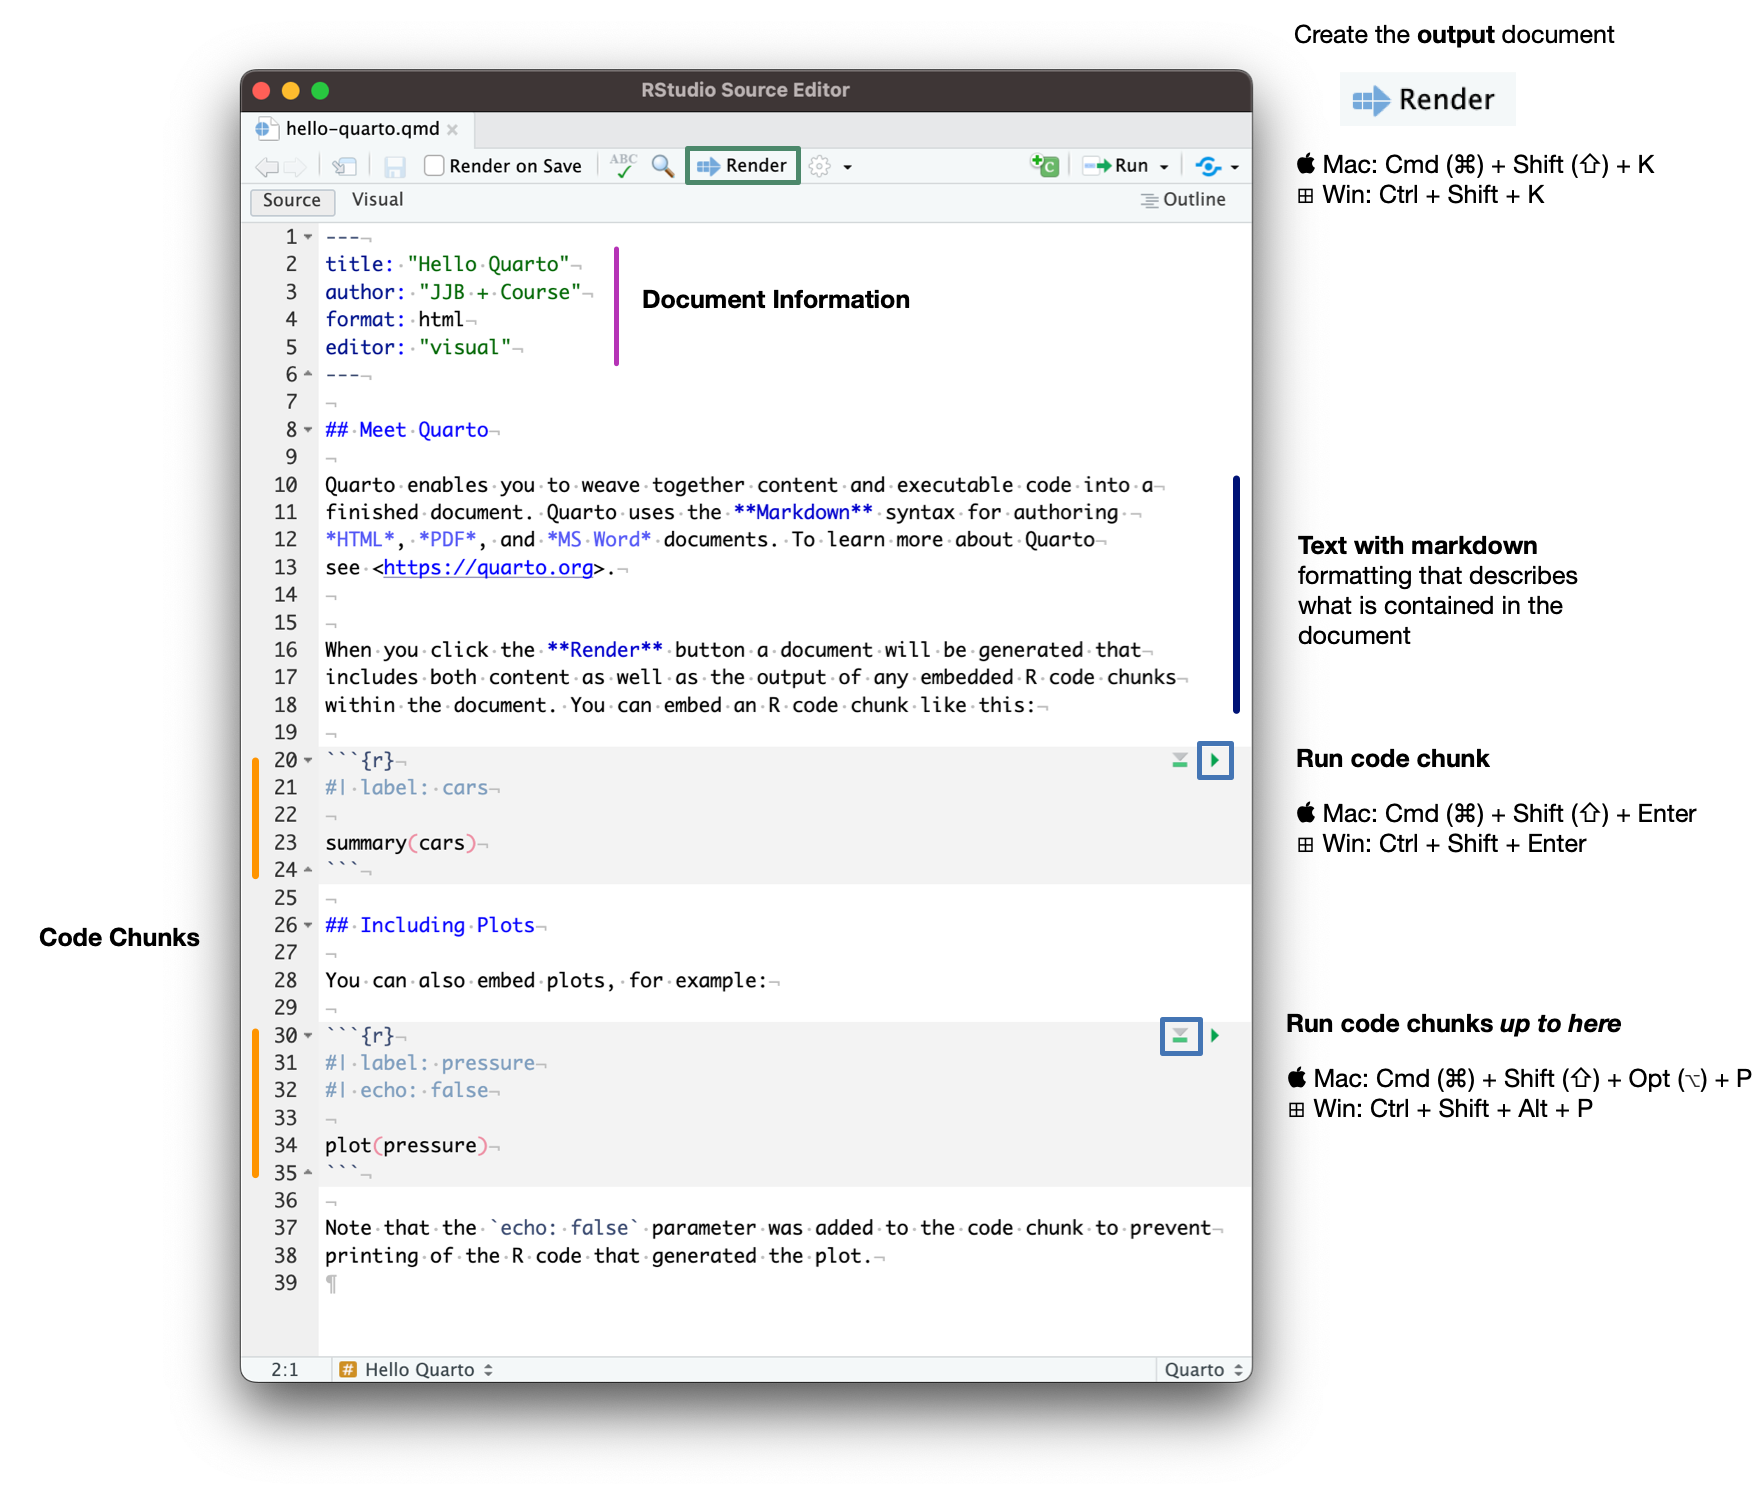 Create the output document
Render
Mac: Cmd (⌘) + Shift (⇧) + K
Win: Ctrl + Shift + K
RStudio Source Editor
hello-quarto.qmd
Render on Save
ABC
Render
C
Run
Source
Visual
Outline
1 ---
2 title: "Hello Quarto"
3 author: "JJB + Course"
4 format: html
5 editor: "visual"
6 ---
Document Information
7
8 ## Meet Quarto
9
10 Quarto enables you to weave together content and executable code into a
11 finished document. Quarto uses the **Markdown** syntax for authoring
12 *HTML*, *PDF*, and *MS Word* documents. To learn more about Quarto
13 see <https://quarto.org>.
14
15
16 When you click the **Render** button a document will be generated that
17 includes both content as well as the output of any embedded R code chunks
18 within the document. You can embed an R code chunk like this:
19
Text with markdown
formatting that describes
what is contained in the
document
20 ```{r}
21 #| label: cars
22
23 summary(cars)
24 ```
Run code chunk
Mac: Cmd (⌘) + Shift (⇧) + Enter
Win: Ctrl + Shift + Enter
25
26 ## Including Plots
27
28 You can also embed plots, for example:
29
Code Chunks
30 ```{r}
31 #| label: pressure
32 #| echo: false
33
34 plot(pressure)
35 ```
Run code chunks up to here
Mac: Cmd (⌘) + Shift (⇧) + Opt (⌥) + P
Win: Ctrl + Shift + Alt + P
36
37 Note that the `echo: false` parameter was added to the code chunk to prevent
38 printing of the R code that generated the plot.
39 ¶
2:1
# Hello Quarto
Quarto